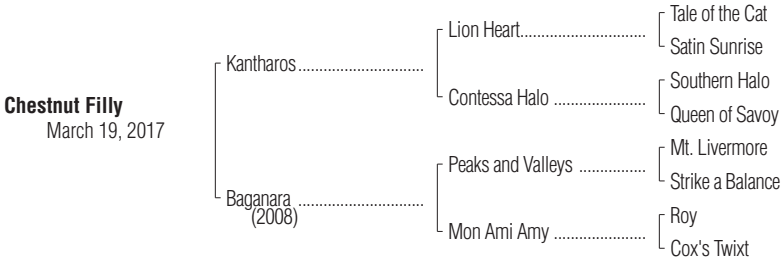 Tale of the Cat
Lion Heart..............................
Satin Sunrise
Kantharos..............................
Southern Halo
Contessa Halo ......................
Queen of Savoy
Chestnut Filly
March 19, 2017
Mt. Livermore
Peaks and Valleys ................
Strike a Balance
Baganara ..............................
(2008)
Roy
Mon Ami Amy ......................
Cox's Twixt